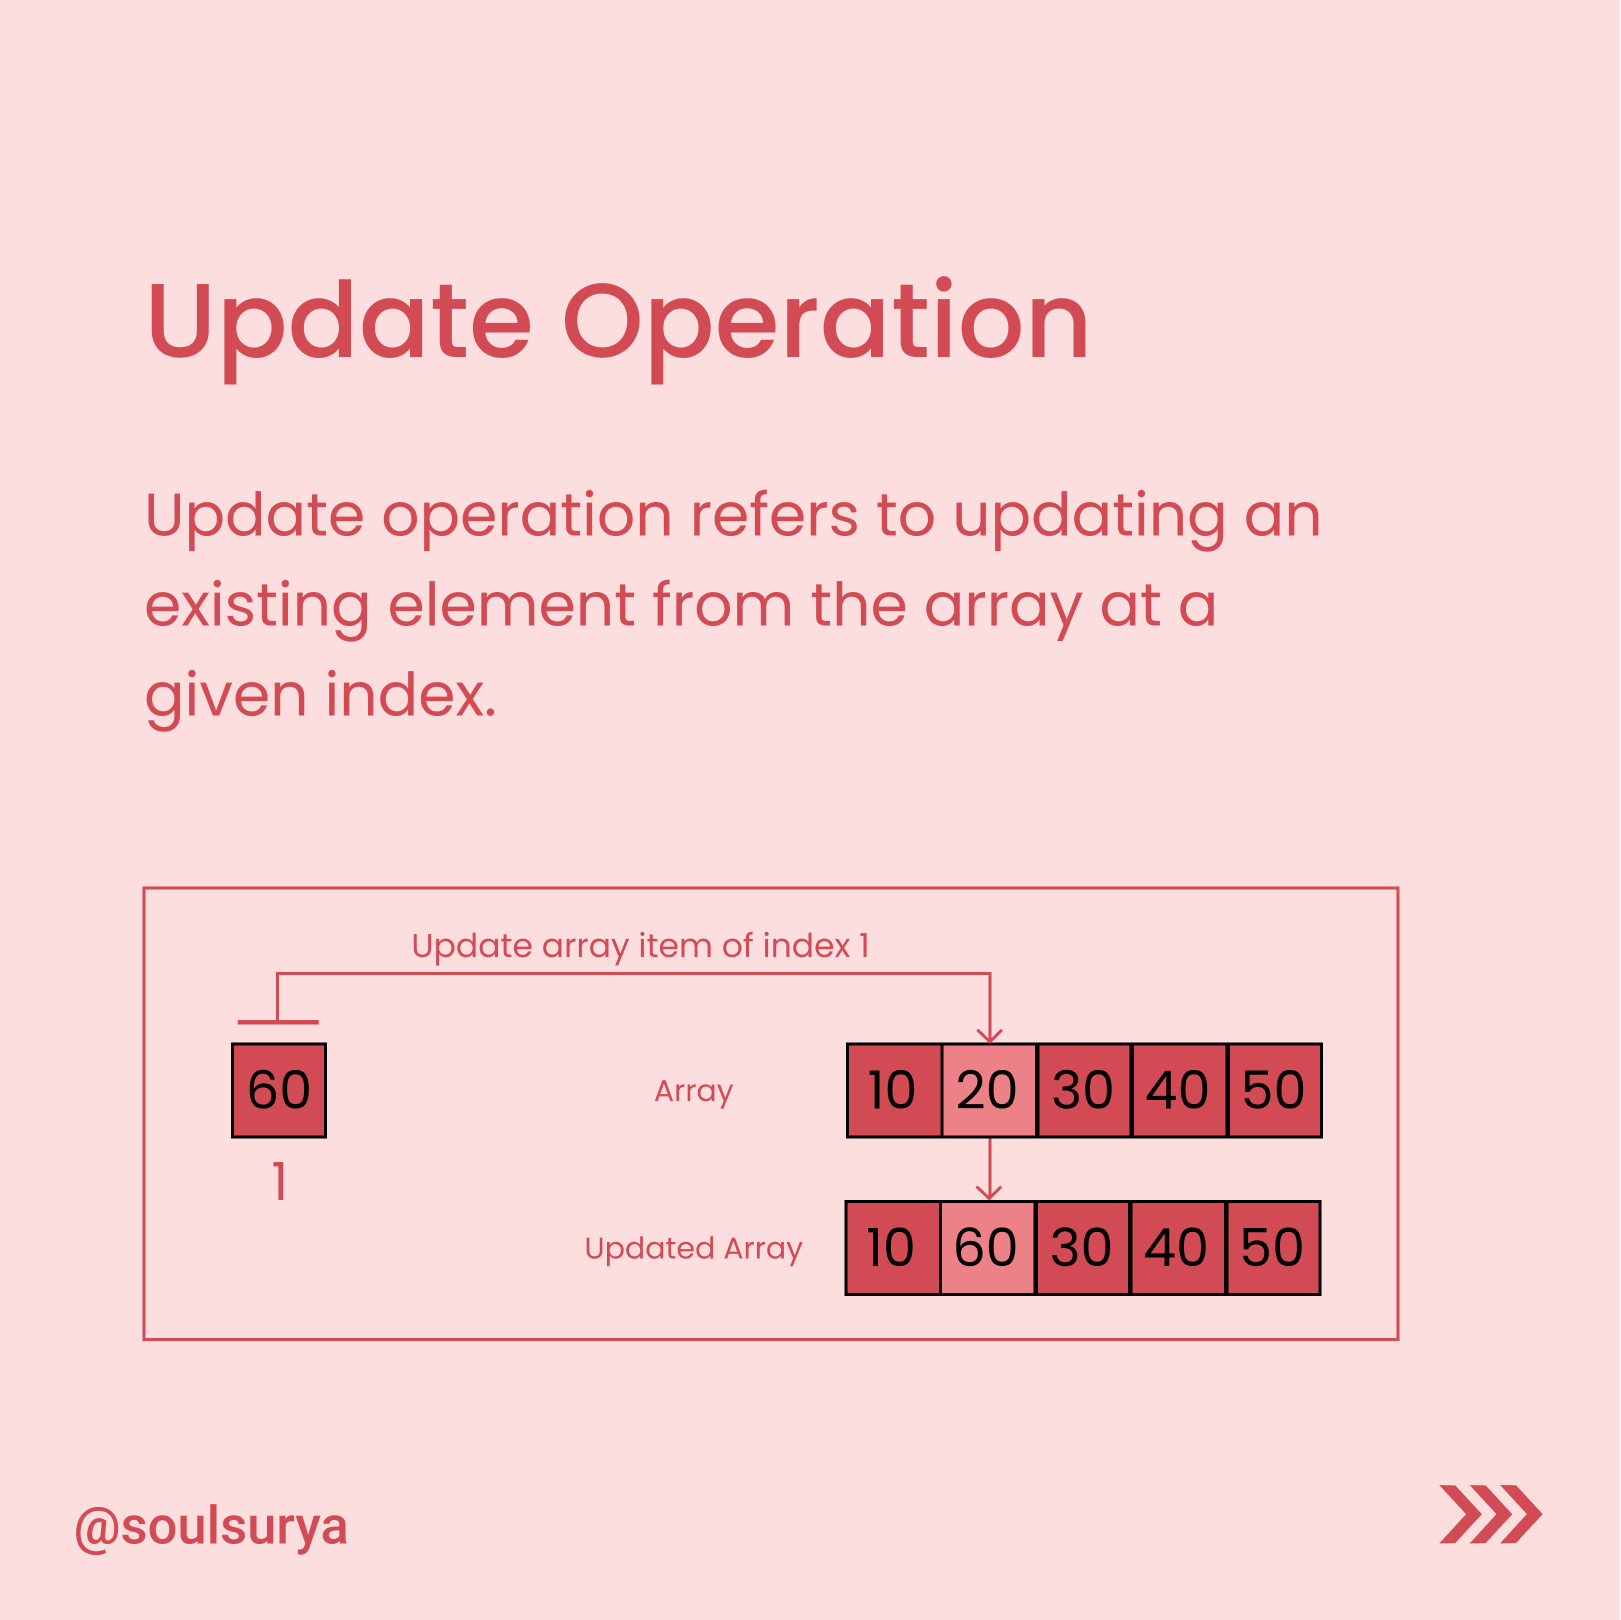 Update Operation
Update operation refers to updating an
existing element from the array at a
given index.
Update array item of index 1
60
1
Array
10 20 30 40 50
Updated Array
10 60 30 40 50
@soulsurya